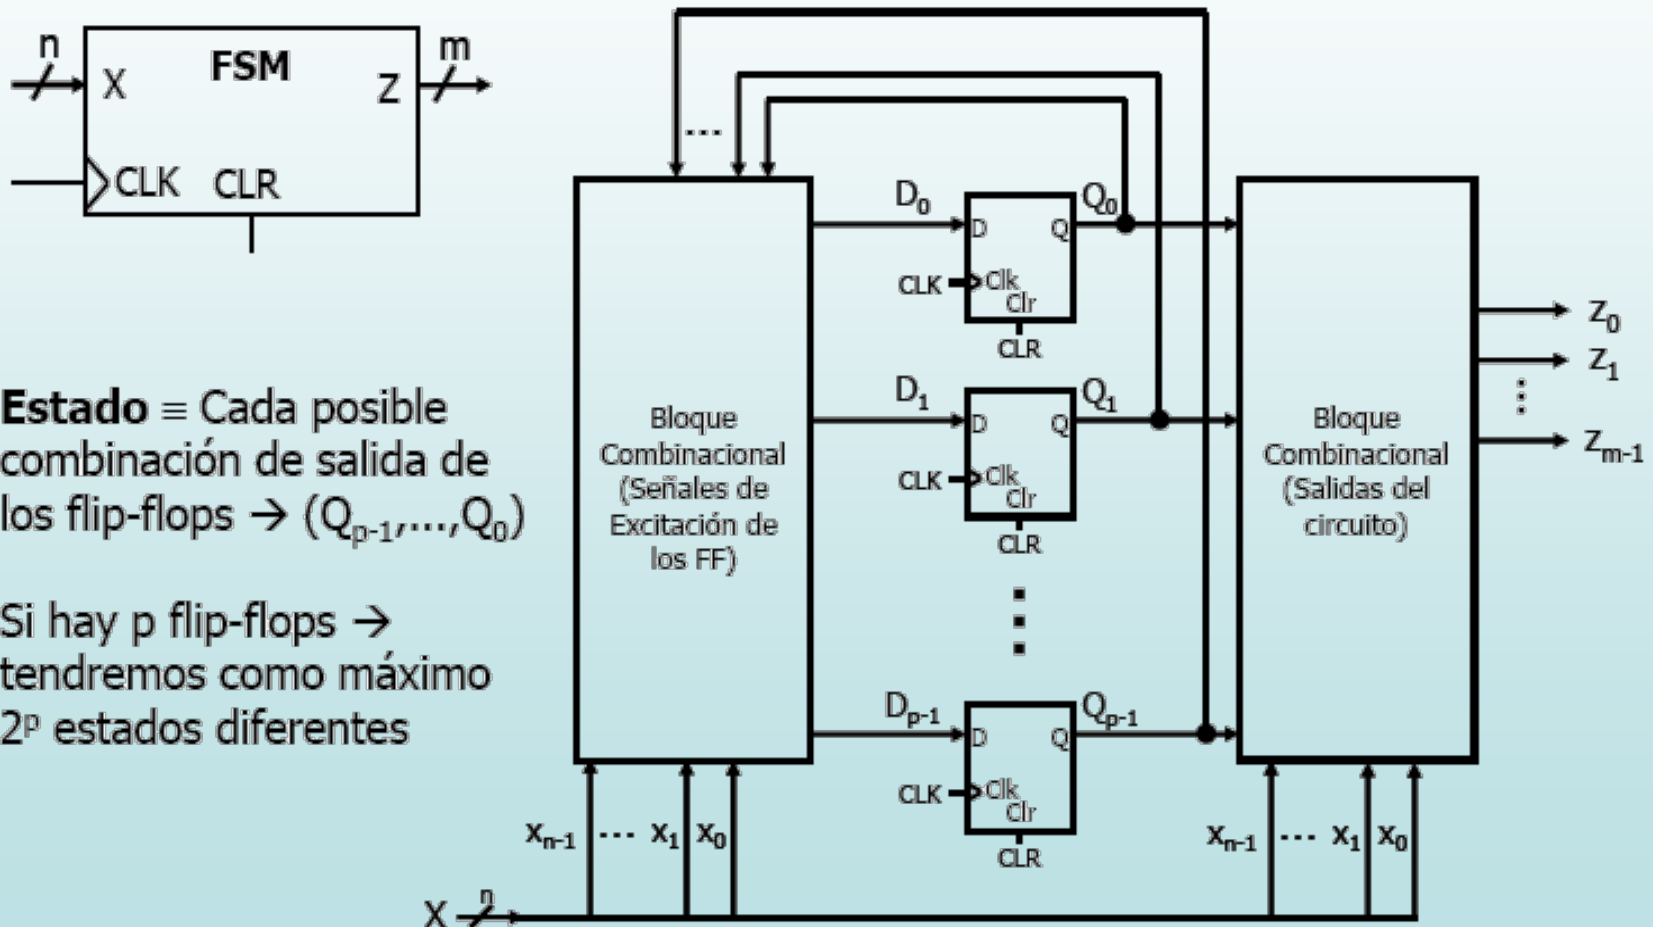 n
FSM
m
X
Z
CLK CLR
Estado ≡ Cada posible
combinación de salida de
los flip-flops → (Qp-1,...,Q0)
Si hay p flip-flops →
tendremos como máximo
2ᵖ estados diferentes
...
Bloque
Combinacional
(Señales de
Excitación de
los FF)
D0
D
Q
Q0
CLK
Clk
Clr
CLR
D1
D
Q
Q1
CLK
Clk
Clr
CLR
Dp-1
D
Q
Qp-1
CLK
Clk
Clr
CLR
Bloque
Combinacional
(Salidas del
circuito)
Z0
Z1
Zm-1
xn-1 ... x1 x0
xn-1 ... x1 x0
X
n